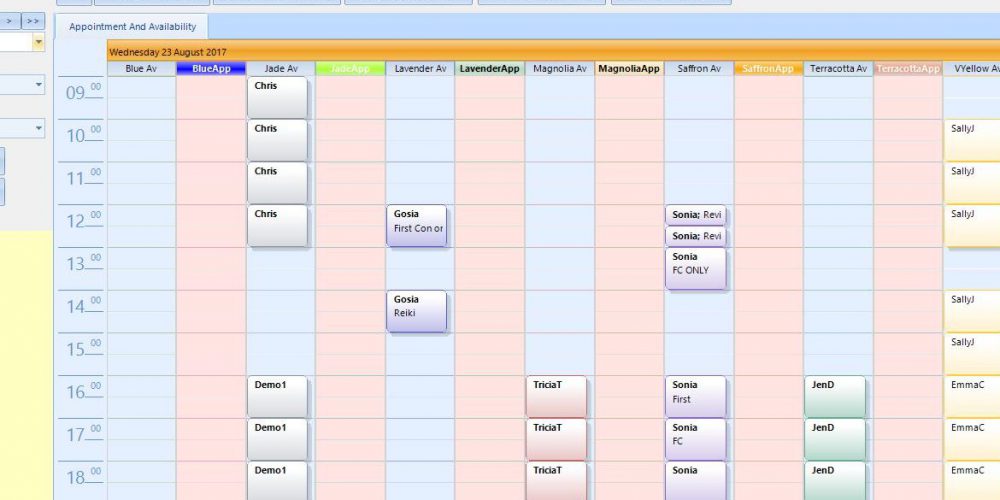 > >>
Appointment And Availability
Wednesday 23 August 2017
Blue Av BlueApp Jade Av JadeApp Lavender Av LavenderApp Magnolia Av MagnoliaApp Saffron Av SaffronApp Terracotta Av TerracottaApp VYellow Av
09 00 Chris
10 00 Chris SallyJ
11 00 Chris SallyJ
12 00 Chris Gosia Sonia; Revi SallyJ
First Con or
Sonia; Revi
13 00 Sonia
FC ONLY
14 00 Gosia SallyJ
Reiki
15 00 SallyJ
16 00 Demo1 TriciaT Sonia JenD EmmaC
First
17 00 Demo1 TriciaT Sonia JenD EmmaC
FC
18 00 Demo1 TriciaT Sonia JenD EmmaC